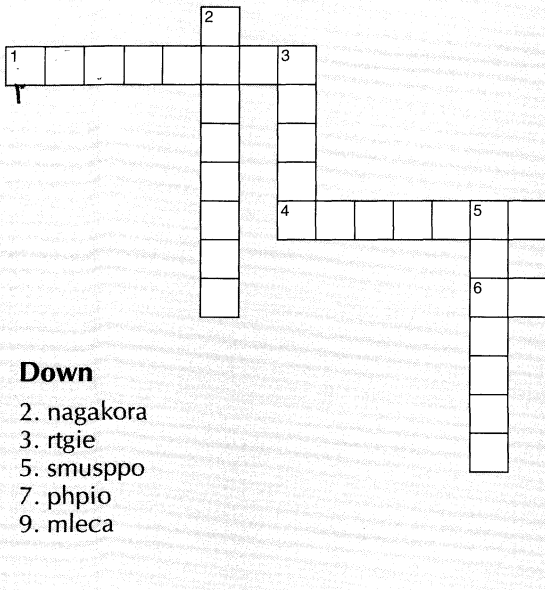 2
1
3
4
5
6
Down
2. nagakora
3. rtgie
5. smusppo
7. phpio
9. mleca